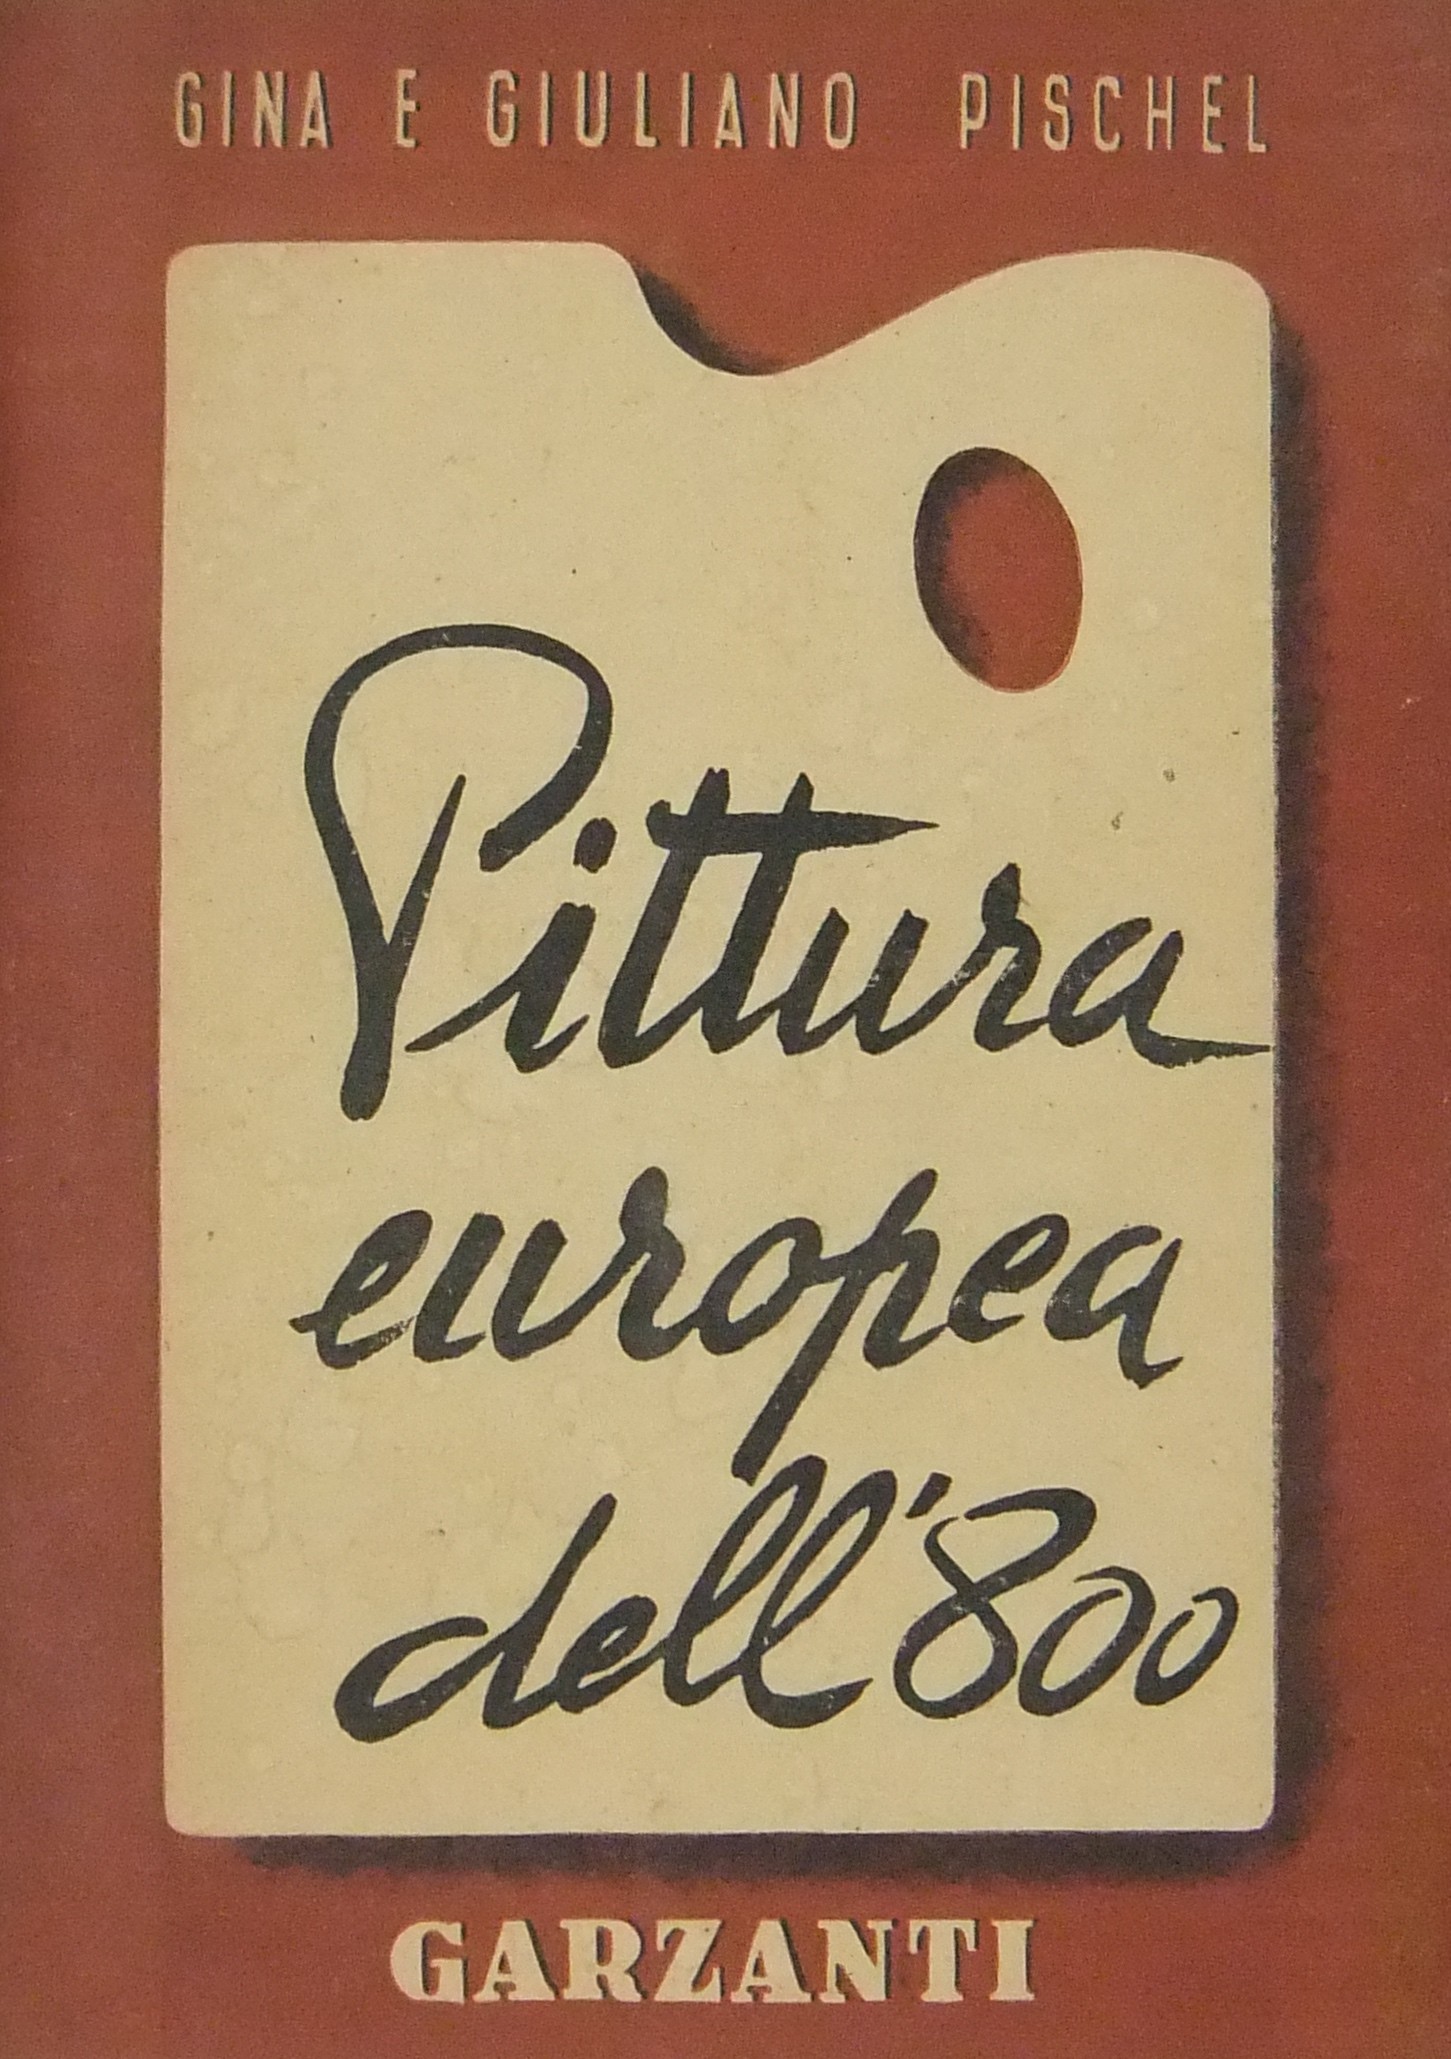 GINA E GIULIANO PISCHEL
Pittura
europea
dell'800
GARZANTI